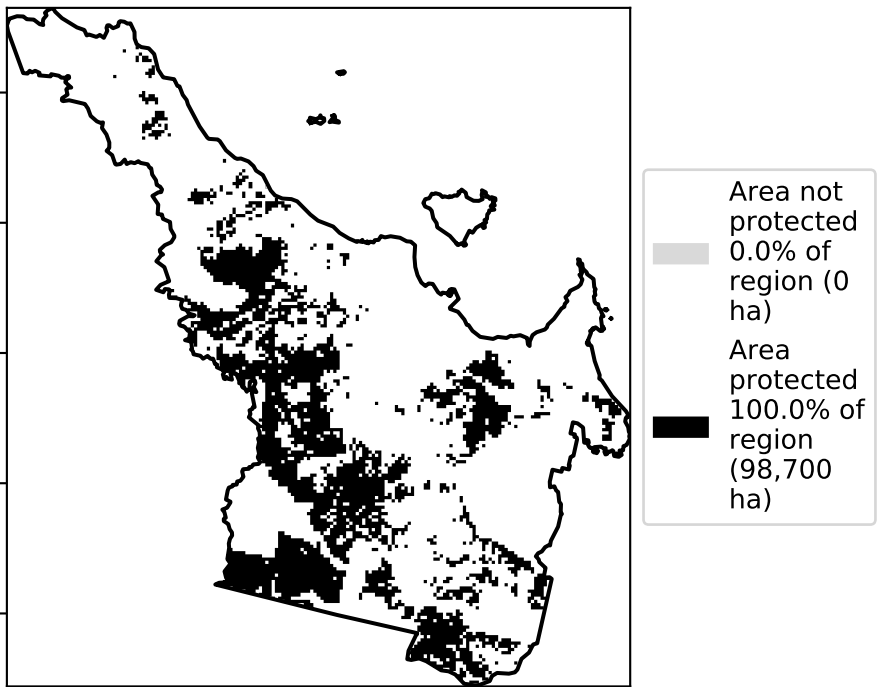 Area not
protected
0.0% of
region (0
ha)
Area
protected
100.0% of
region
(98,700
ha)